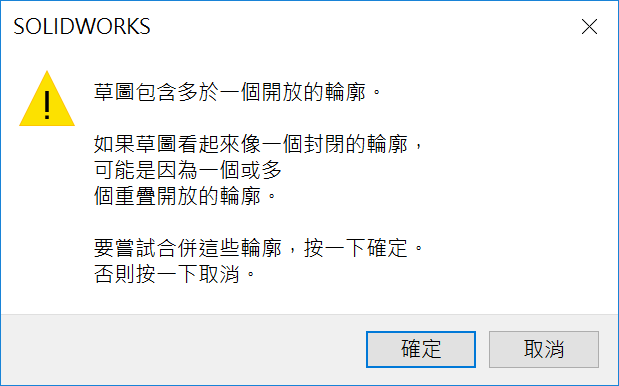 SOLIDWORKS
草圖包含多於一個開放的輪廓。
如果草圖看起來像一個封閉的輪廓，
可能是因為一個或多
個重疊開放的輪廓。
要嘗試合併這些輪廓，按一下確定。
否則按一下取消。
確定
取消